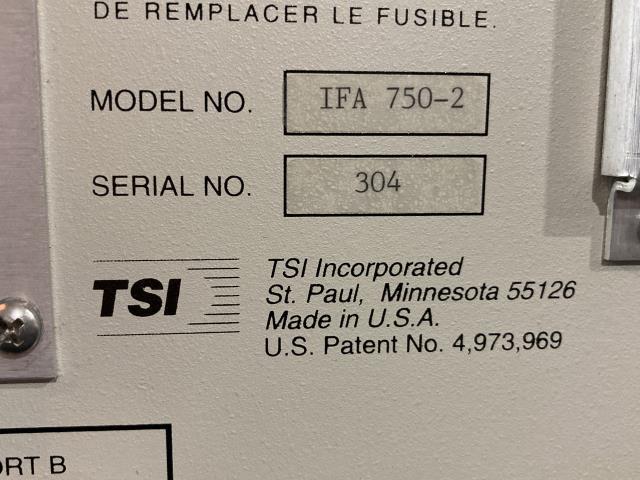 DE REMPLACER LE FUSIBLE.
MODEL NO. IFA 750-2
SERIAL NO. 304
TSI
TSI Incorporated
St. Paul, Minnesota 55126
Made in U.S.A.
U.S. Patent No. 4,973,969
ORT B